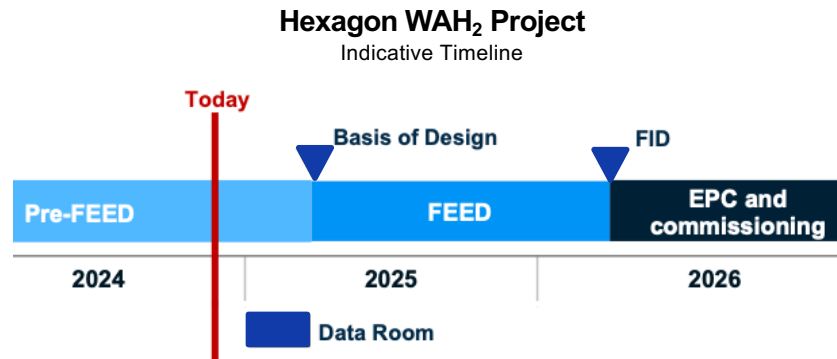 Hexagon WAH₂ Project
Indicative Timeline
Today
Basis of Design
FID
Pre-FEED
FEED
EPC and
commissioning
2024
2025
2026
Data Room